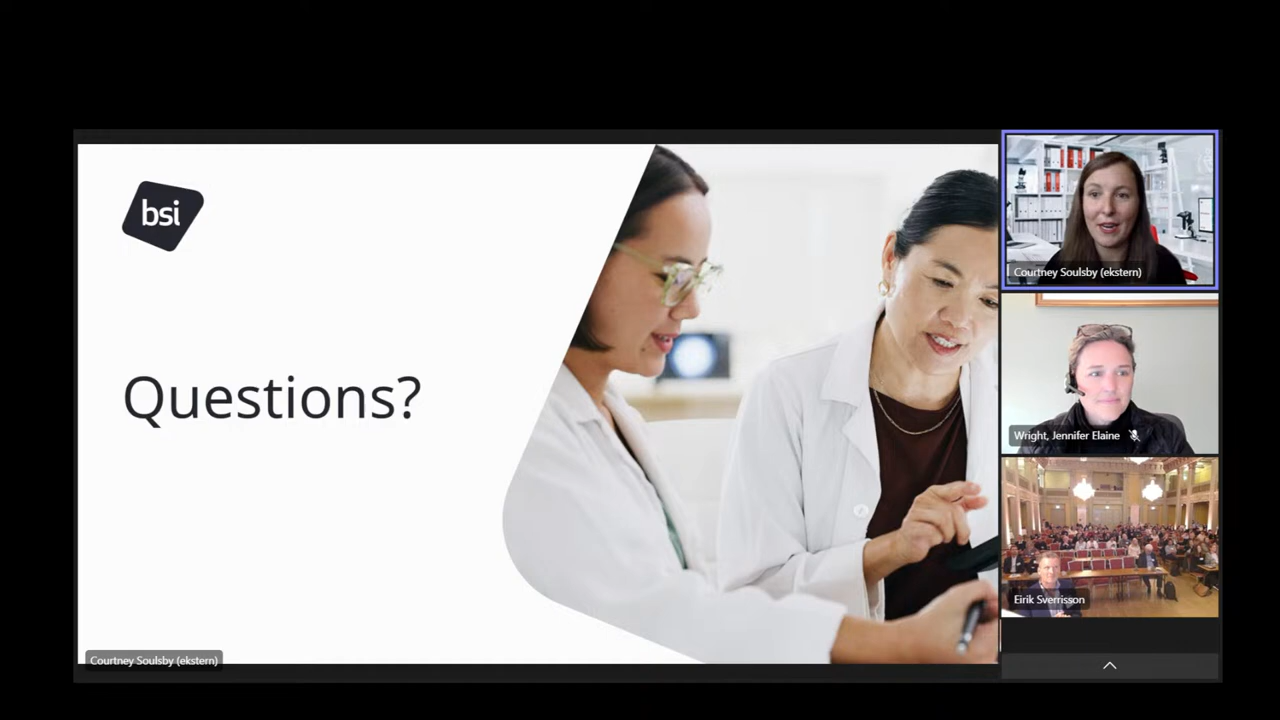 bsi
Questions?
Courtney Soulsby (ekstern)
Courtney Soulsby (ekstern)
Wright, Jennifer Elaine
Eirik Sverrisson